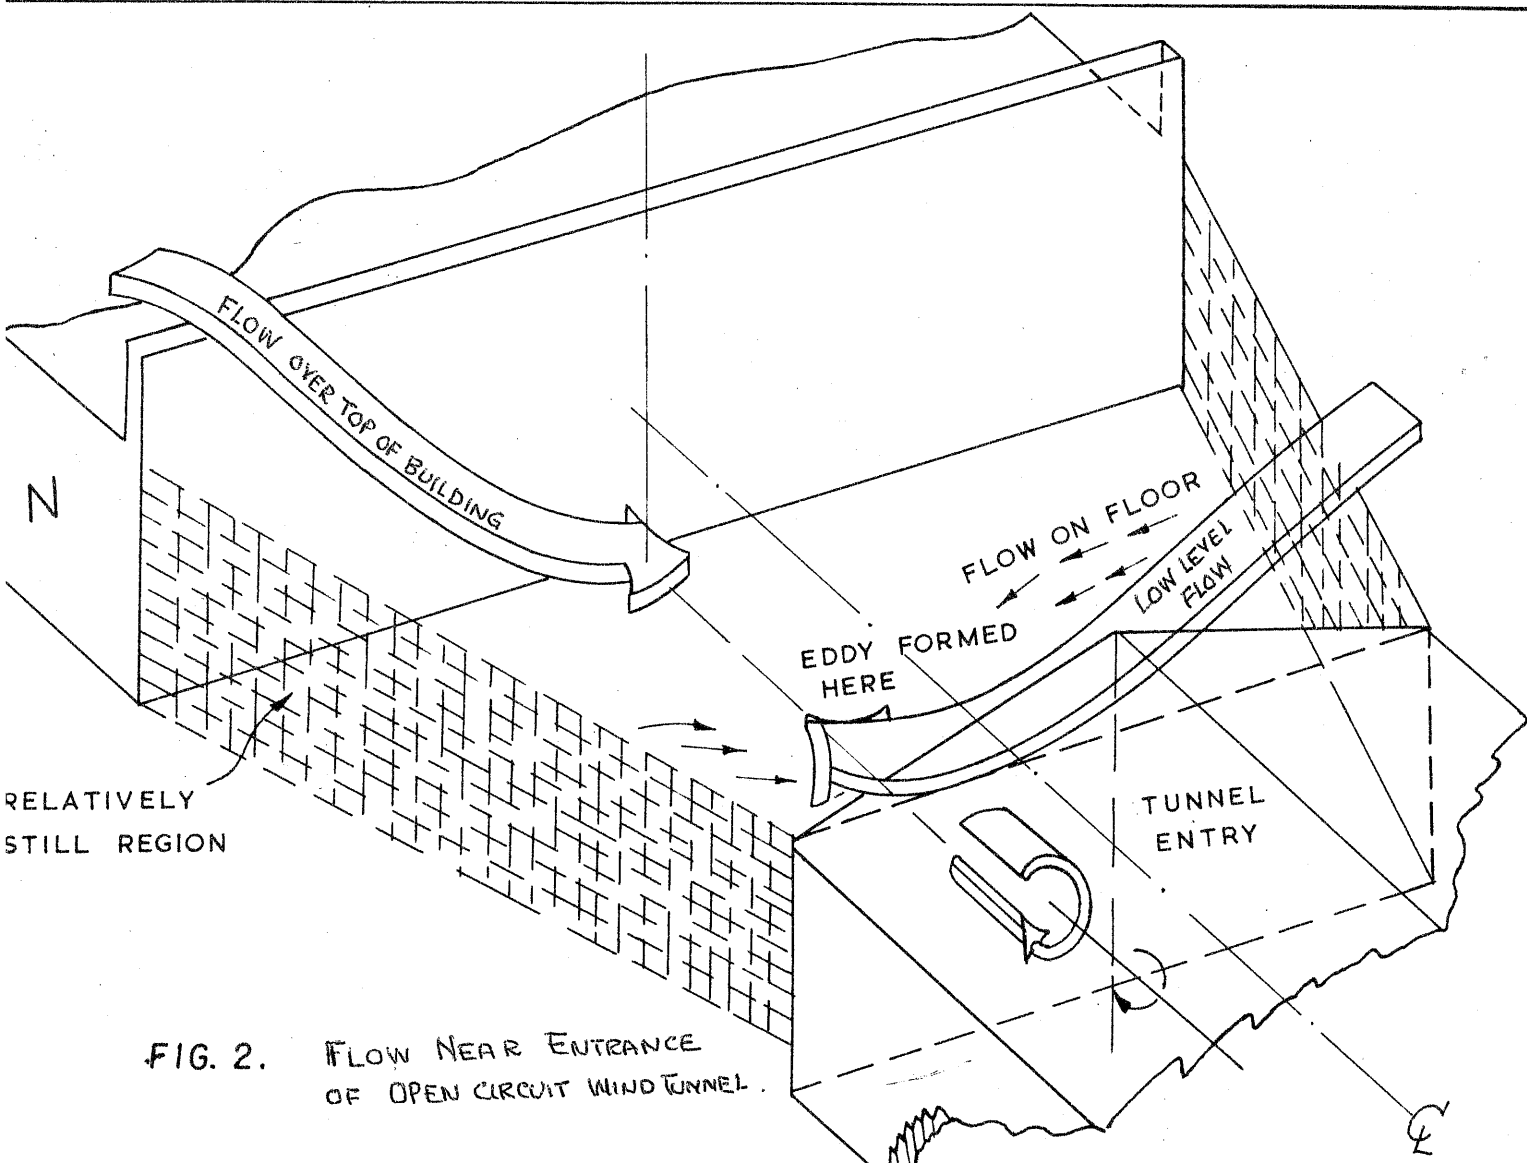 FLOW OVER TOP OF BUILDING
N
FLOW ON FLOOR
LOW LEVEL
FLOW
EDDY FORMED
HERE
RELATIVELY
STILL REGION
TUNNEL
ENTRY
FIG. 2. FLOW NEAR ENTRANCE
OF OPEN CIRCUIT WIND TUNNEL.
℄